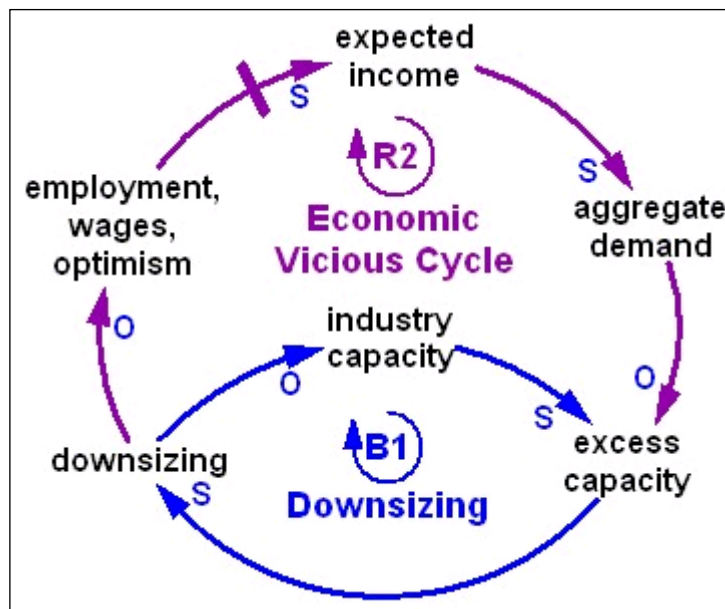 expected
income
S
R2
S
employment,
wages,
optimism
Economic
Vicious Cycle
aggregate
demand
O
industry
capacity
O
O
S
B1
downsizing
S
Downsizing
excess
capacity